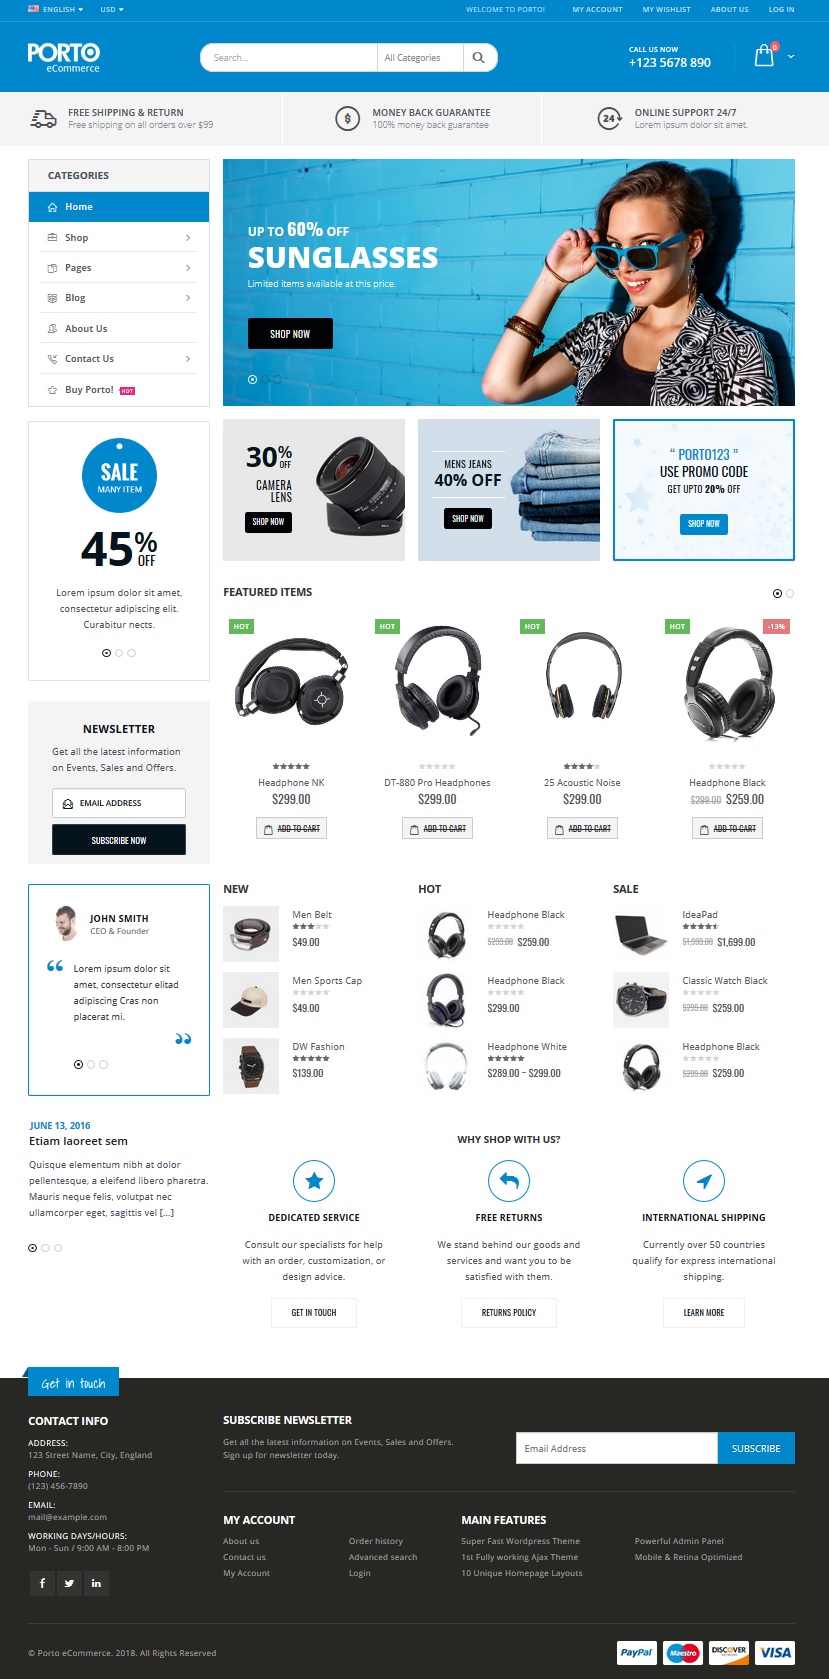 ENGLISH
USD
WELCOME TO PORTO!
MY ACCOUNT
MY WISHLIST
ABOUT US
LOG IN
PORTO
eCommerce
Search...
All Categories
CALL US NOW
+123 5678 890
0
FREE SHIPPING & RETURN
Free shipping on all orders over $99
$
MONEY BACK GUARANTEE
100% money back guarantee
24
ONLINE SUPPORT 24/7
Lorem ipsum dolor sit amet.
CATEGORIES
Home
Shop
Pages
Blog
About Us
Contact Us
Buy Porto! HOT
UP TO 60% OFF
SUNGLASSES
Limited items available at this price.
SHOP NOW
SALE
MANY ITEM
45% OFF
Lorem ipsum dolor sit amet,
consectetur adipiscing elit.
Curabitur nects.
30% OFF
CAMERA
LENS
SHOP NOW
MENS JEANS
40% OFF
SHOP NOW
“ PORTO123 ”
USE PROMO CODE
GET UPTO 20% OFF
SHOP NOW
FEATURED ITEMS
HOT
Headphone NK
$299.00
ADD TO CART
HOT
DT-880 Pro Headphones
$299.00
ADD TO CART
HOT
25 Acoustic Noise
$299.00
ADD TO CART
HOT
-13%
Headphone Black
$299.00 $259.00
ADD TO CART
NEWSLETTER
Get all the latest information
on Events, Sales and Offers.
EMAIL ADDRESS
SUBSCRIBE NOW
JOHN SMITH
CEO & Founder
“
Lorem ipsum dolor sit
amet, consectetur elitad
adipiscing Cras non
placerat mi.
”
NEW
Men Belt
$49.00
Men Sports Cap
$49.00
DW Fashion
$139.00
HOT
Headphone Black
$299.00 $259.00
Headphone Black
$299.00
Headphone White
$289.00 – $299.00
SALE
IdeaPad
$1,999.00 $1,699.00
Classic Watch Black
$299.00 $259.00
Headphone Black
$299.00 $259.00
JUNE 13, 2016
Etiam laoreet sem
Quisque elementum nibh at dolor
pellentesque, a eleifend libero pharetra.
Mauris neque felis, volutpat nec
ullamcorper eget, sagittis vel [...]
WHY SHOP WITH US?
DEDICATED SERVICE
Consult our specialists for help
with an order, customization, or
design advice.
GET IN TOUCH
FREE RETURNS
We stand behind our goods and
services and want you to be
satisfied with them.
RETURNS POLICY
INTERNATIONAL SHIPPING
Currently over 50 countries
qualify for express international
shipping.
LEARN MORE
Get in touch
CONTACT INFO
ADDRESS:
123 Street Name, City, England
PHONE:
(123) 456-7890
EMAIL:
mail@example.com
WORKING DAYS/HOURS:
Mon - Sun / 9:00 AM - 8:00 PM
SUBSCRIBE NEWSLETTER
Get all the latest information on Events, Sales and Offers.
Sign up for newsletter today.
Email Address
SUBSCRIBE
MY ACCOUNT
About us
Contact us
My Account
Order history
Advanced search
Login
MAIN FEATURES
Super Fast Wordpress Theme
1st Fully working Ajax Theme
10 Unique Homepage Layouts
Powerful Admin Panel
Mobile & Retina Optimized
© Porto eCommerce. 2018. All Rights Reserved
PayPal
Maestro
DISCOVER
VISA